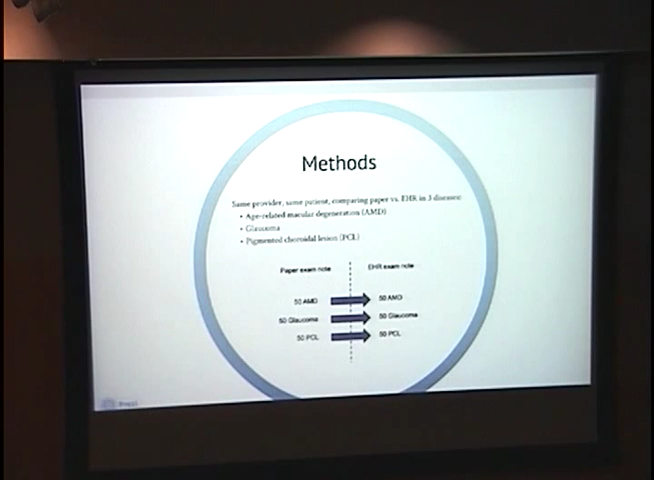 Methods
Same provider, same patient, comparing paper vs. EHR in 3 diseases:
• Age-related macular degeneration (AMD)
• Glaucoma
• Pigmented choroidal lesion (PCL)
Paper exam note EHR exam note
50 AMD 50 AMD
50 Glaucoma 50 Glaucoma
50 PCL 50 PCL
Prezi